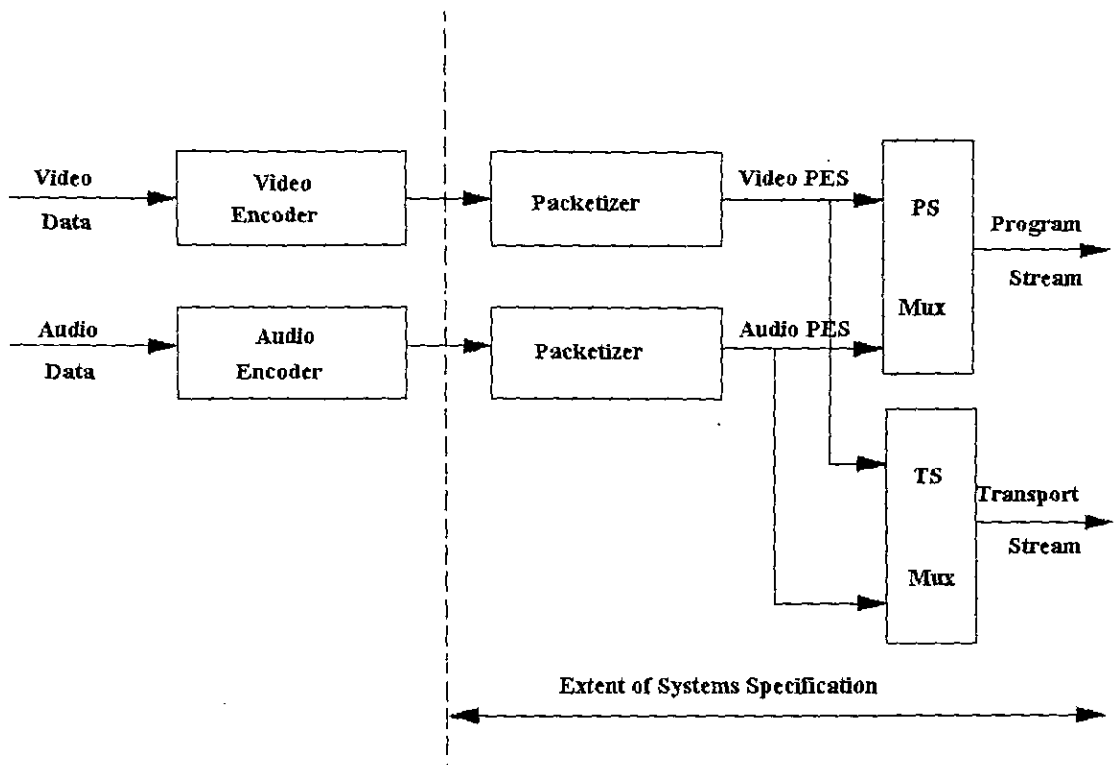 Video
Data
Video
Encoder
Packetizer
Video PES
PS
Mux
Program
Stream
Audio
Data
Audio
Encoder
Packetizer
Audio PES
TS
Mux
Transport
Stream
Extent of Systems Specification